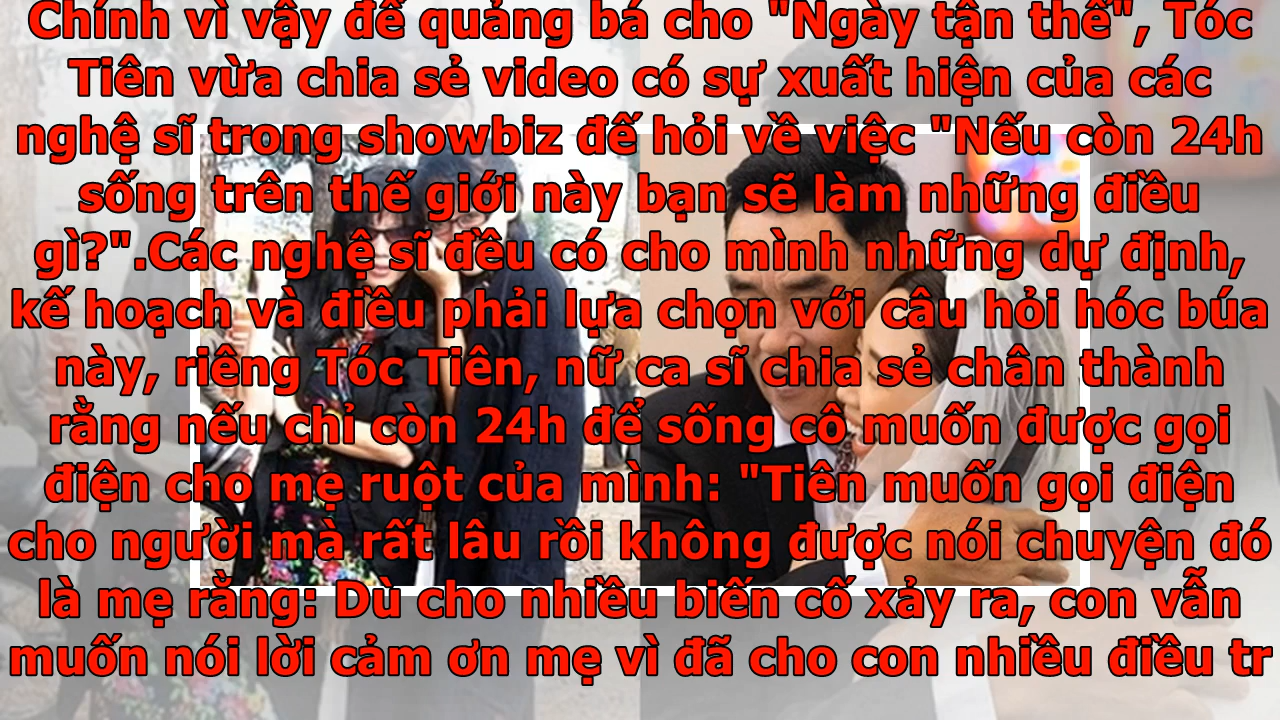 Chính vì vậy để quảng bá cho "Ngày tận thế", Tóc
Tiên vừa chia sẻ video có sự xuất hiện của các
nghệ sĩ trong showbiz đế hỏi về việc "Nếu còn 24h
sống trên thế giới này bạn sẽ làm những điều
gì?".Các nghệ sĩ đều có cho mình những dự định,
kế hoạch và điều phải lựa chọn với câu hỏi hóc búa
này, riêng Tóc Tiên, nữ ca sĩ chia sẻ chân thành
rằng nếu chỉ còn 24h để sống cô muốn được gọi
điện cho mẹ ruột của mình: "Tiên muốn gọi điện
cho người mà rất lâu rồi không được nói chuyện đó
là mẹ rằng: Dù cho nhiều biến cố xảy ra, con vẫn
muốn nói lời cảm ơn mẹ vì đã cho con nhiều điều tr